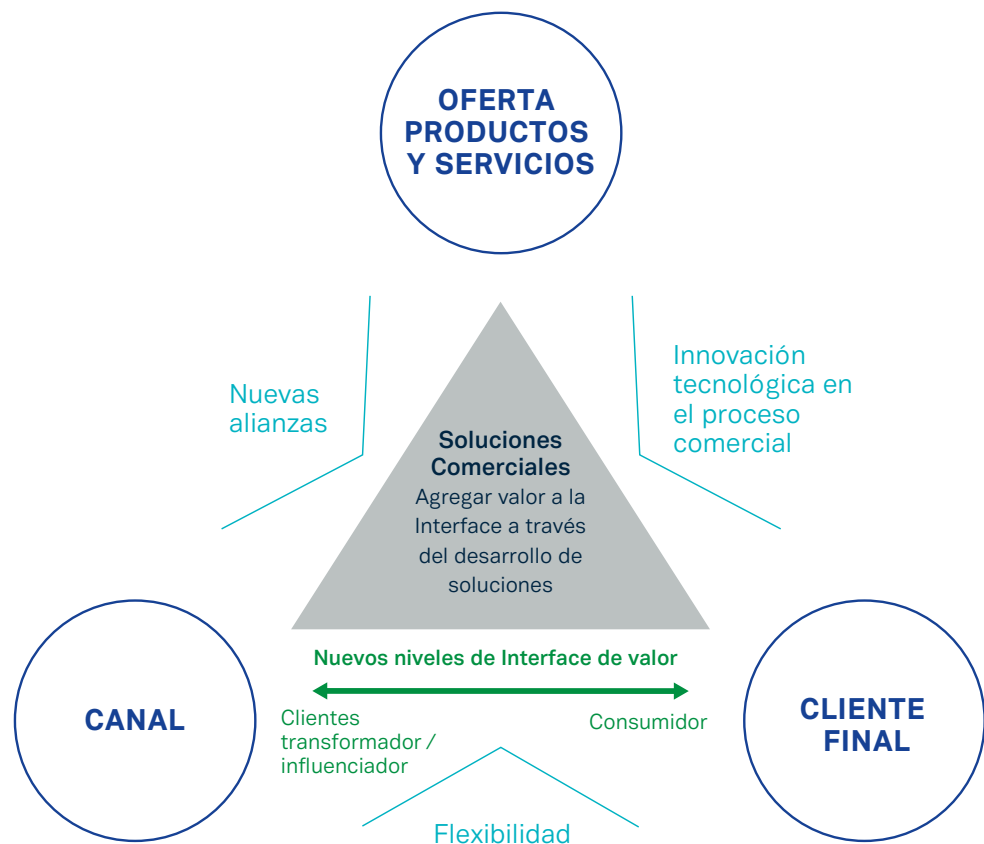 OFERTA
PRODUCTOS
Y SERVICIOS
Nuevas
alianzas
Innovación
tecnológica en
el proceso
comercial
Soluciones
Comerciales
Agregar valor a la
Interface a través
del desarrollo de
soluciones
Nuevos niveles de Interface de valor
CANAL
Clientes
transformador /
influenciador
Consumidor
CLIENTE
FINAL
Flexibilidad